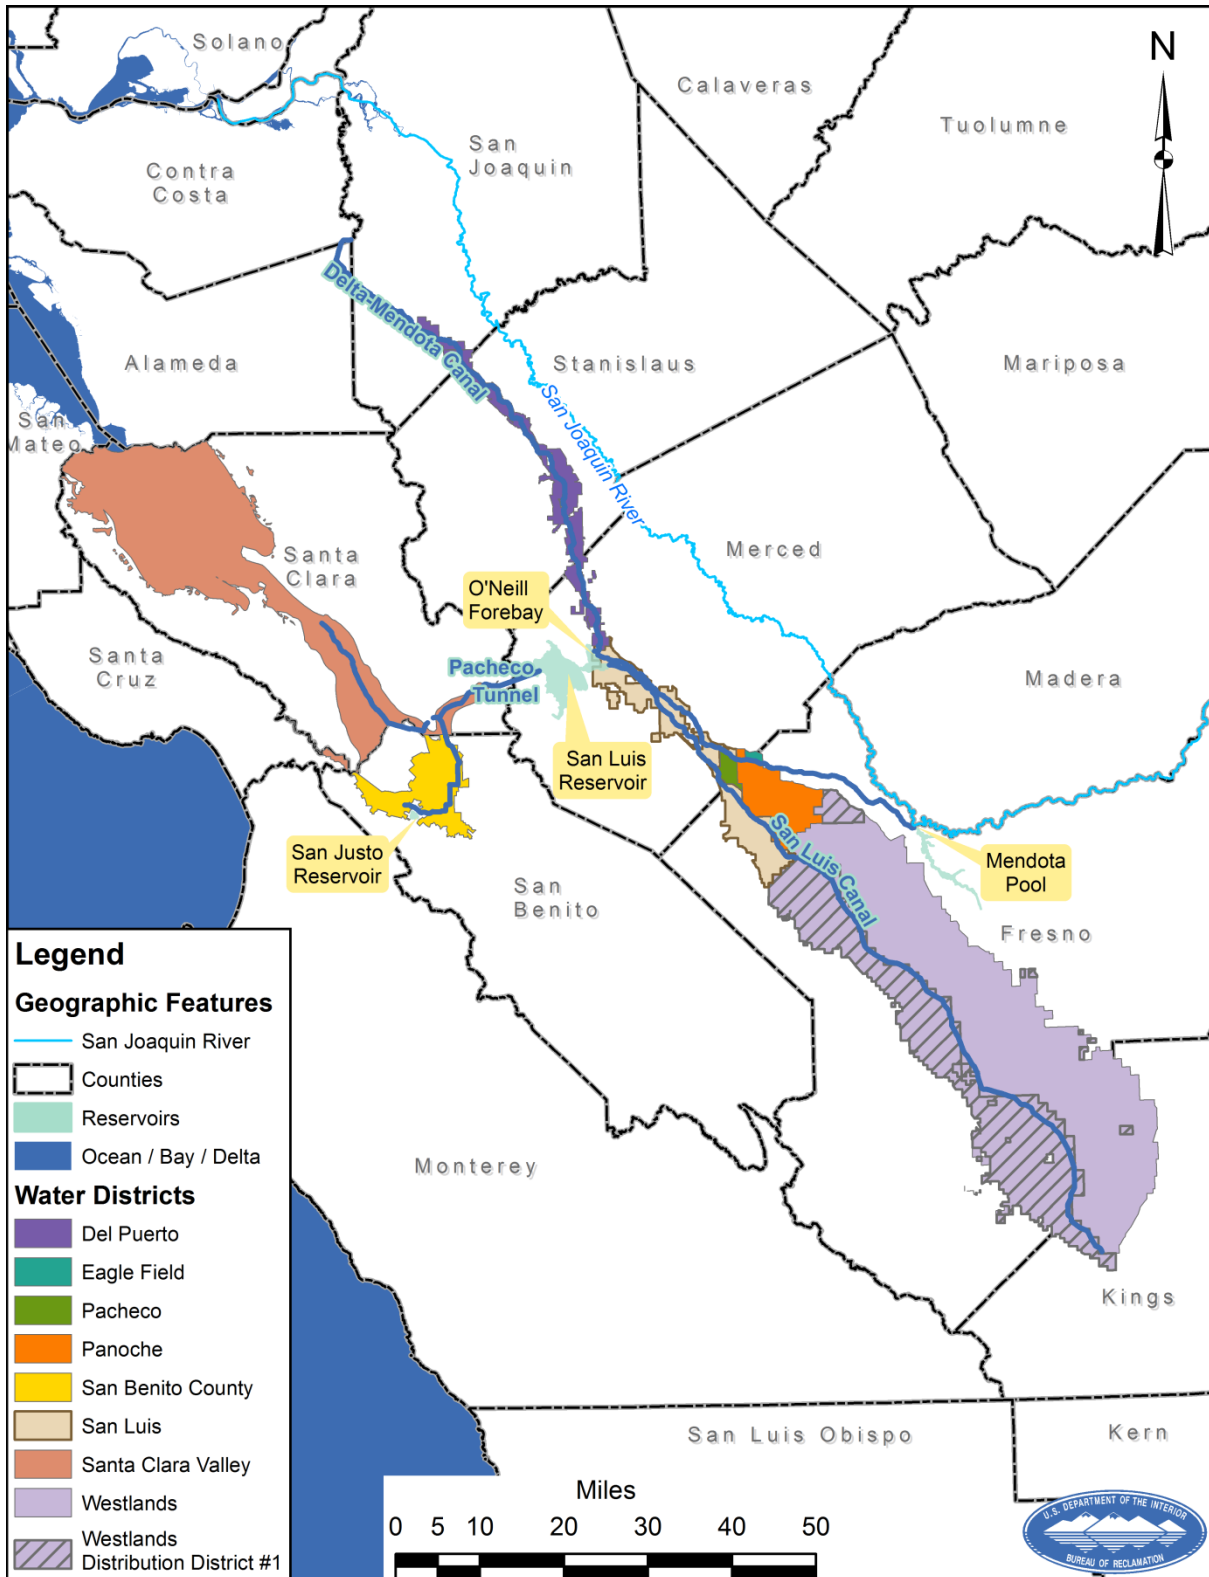 Solano
Calaveras
N
Tuolumne
San
Joaquin
Contra
Costa
Delta-Mendota Canal
Alameda
Stanislaus
Mariposa
San
Mateo
San Joaquin River
Santa
Clara
Merced
O'Neill
Forebay
Santa
Cruz
Pacheco
Tunnel
Madera
San Luis
Reservoir
San Justo
Reservoir
San Luis Canal
Mendota
Pool
San
Benito
Fresno
Monterey
Kings
San Luis Obispo
Kern
Legend
Geographic Features
San Joaquin River
Counties
Reservoirs
Ocean / Bay / Delta
Water Districts
Del Puerto
Eagle Field
Pacheco
Panoche
San Benito County
San Luis
Santa Clara Valley
Westlands
Westlands
Distribution District #1
Miles
0 5 10 20 30 40 50
U.S. DEPARTMENT OF THE INTERIOR
BUREAU OF RECLAMATION